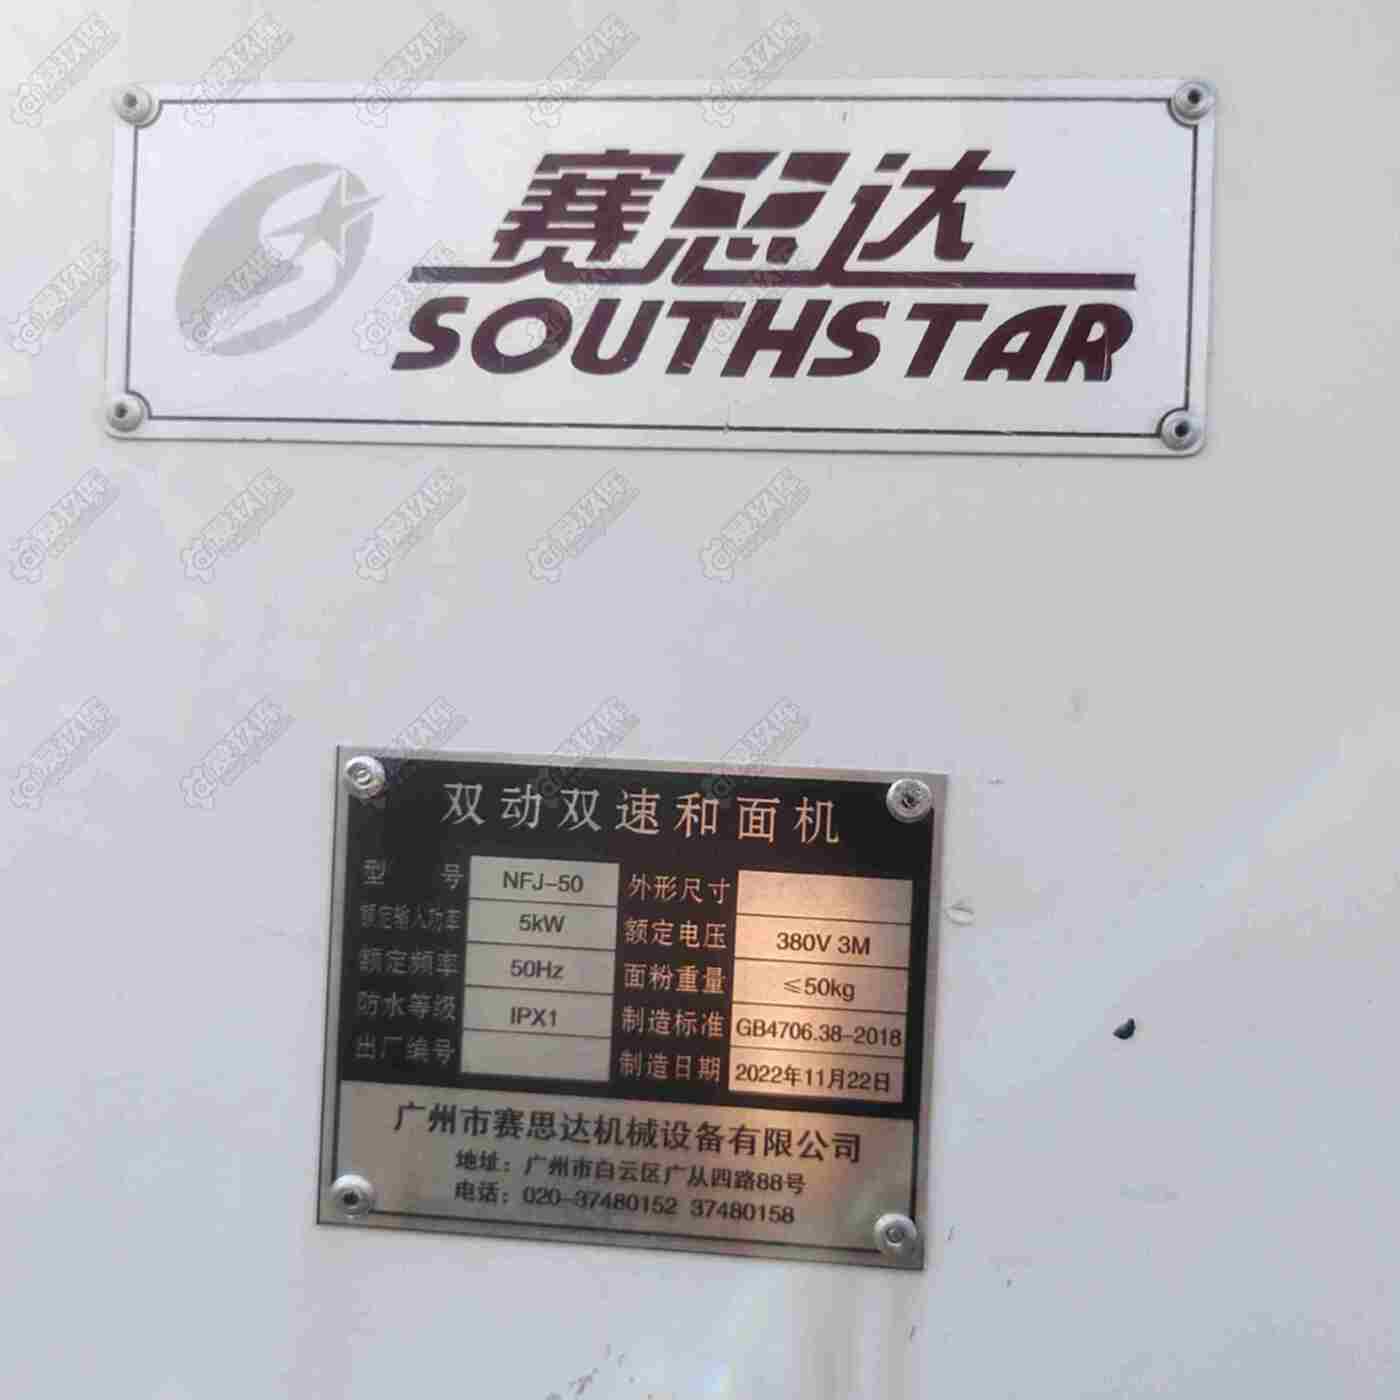 赛思达
SOUTHSTAR
双动双速和面机
型 号 NFJ-50 外形尺寸
额定输入功率 5kW 额定电压 380V 3M
额定频率 50Hz 面粉重量 ≤50kg
防水等级 IPX1 制造标准 GB4706.38-2018
出厂编号 制造日期 2022年11月22日
广州市赛思达机械设备有限公司
地址：广州市白云区广从四路88号
电话：020-37480152 37480158